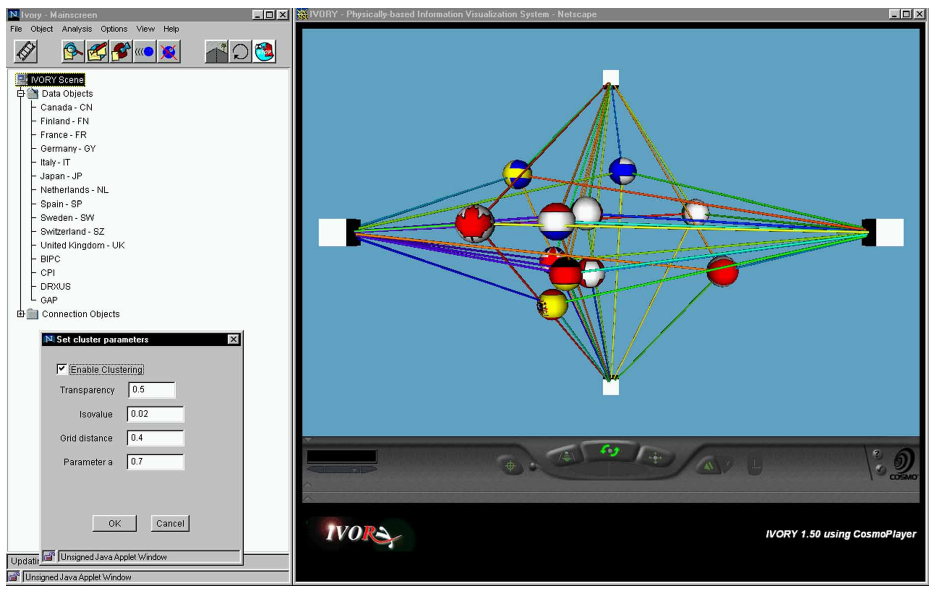 Ivory - Mainscreen
File Object Analysis Options View Help
IVORY Scene
Data Objects
Canada - CN
Finland - FN
France - FR
Germany - GY
Italy - IT
Japan - JP
Netherlands - NL
Spain - SP
Sweden - SW
Switzerland - SZ
United Kingdom - UK
BIPC
CPI
DRXUS
GAP
Connection Objects
Set cluster parameters
Enable Clustering
Transparency 0.5
Isovalue 0.02
Grid distance 0.4
Parameter a 0.7
OK Cancel
Unsigned Java Applet Window
Updatin
Unsigned Java Applet Window
IVORY - Physically-based Information Visualization System - Netscape
COSMO
IVORY
IVORY 1.50 using CosmoPlayer